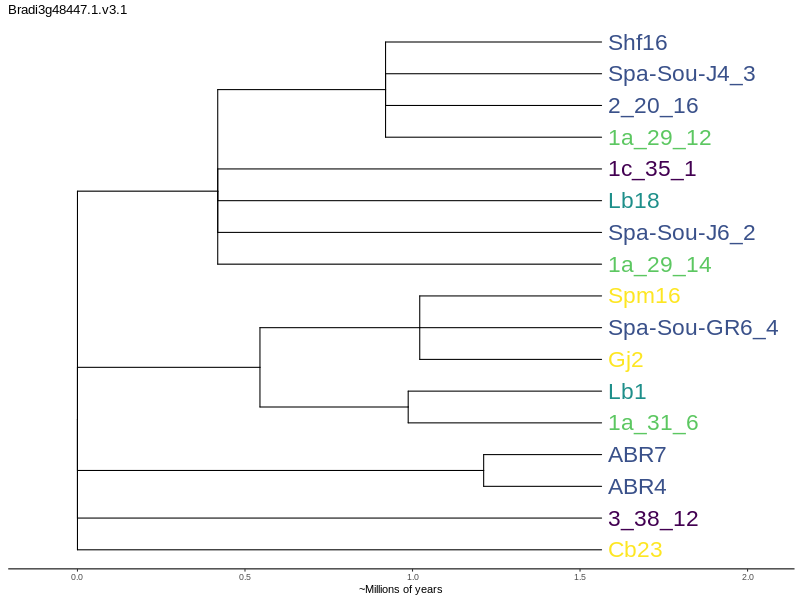 Bradi3g48447.1.v3.1
Shf16
Spa-Sou-J4_3
2_20_16
1a_29_12
1c_35_1
Lb18
Spa-Sou-J6_2
1a_29_14
Spm16
Spa-Sou-GR6_4
Gj2
Lb1
1a_31_6
ABR7
ABR4
3_38_12
Cb23
0.0 0.5 1.0 1.5 2.0
~Millions of years